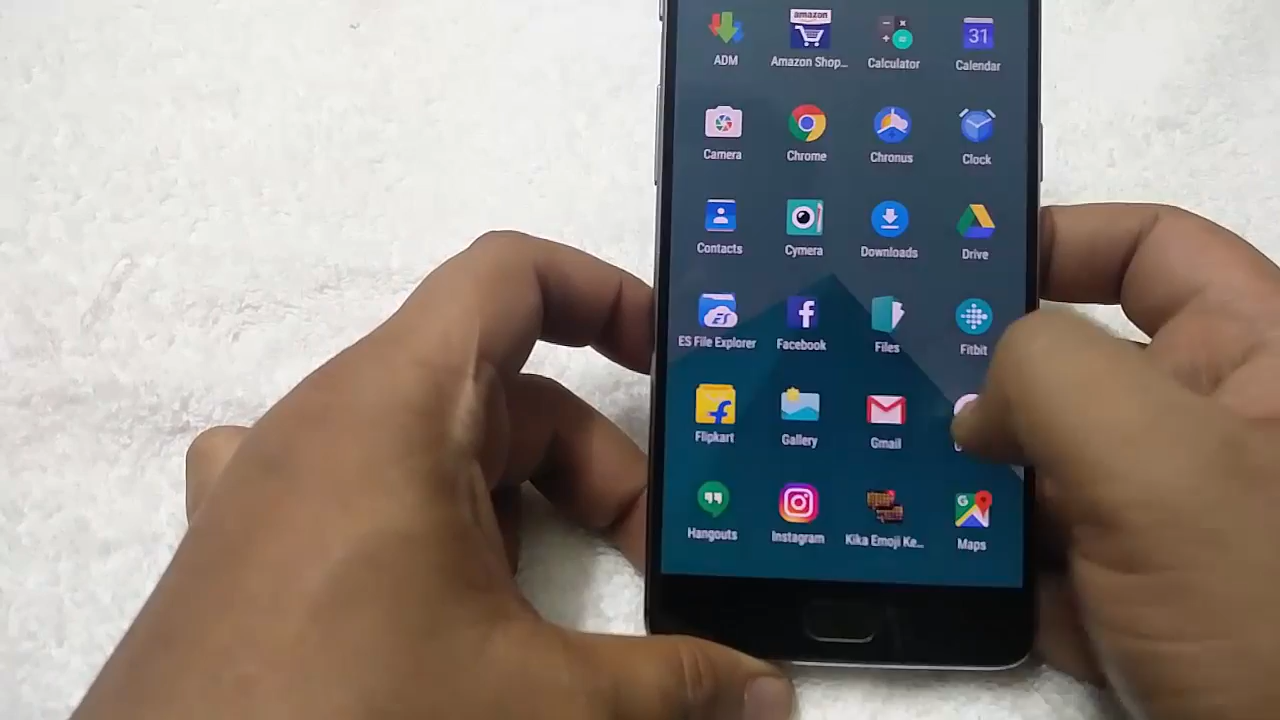 amazon
ADM Amazon Shop... Calculator 31 Calendar
Camera Chrome Chronus Clock
Contacts Cymera Downloads Drive
ES
ES File Explorer Facebook Files Fitbit
Flipkart Gallery Gmail
Hangouts Instagram Kika Emoji Ke... Maps